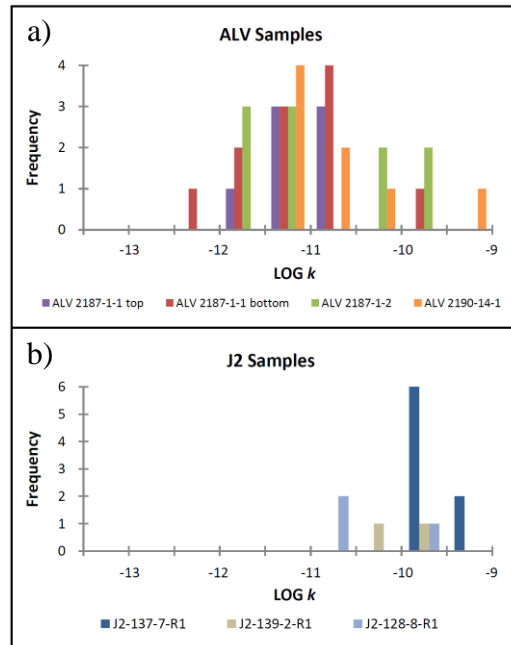 a)
ALV Samples
Frequency
4
3
2
1
0
-13 -12 -11 -10 -9
LOG k
ALV 2187-1-1 top ALV 2187-1-1 bottom ALV 2187-1-2 ALV 2190-14-1
b)
J2 Samples
Frequency
6
5
4
3
2
1
0
-13 -12 -11 -10 -9
LOG k
J2-137-7-R1 J2-139-2-R1 J2-128-8-R1